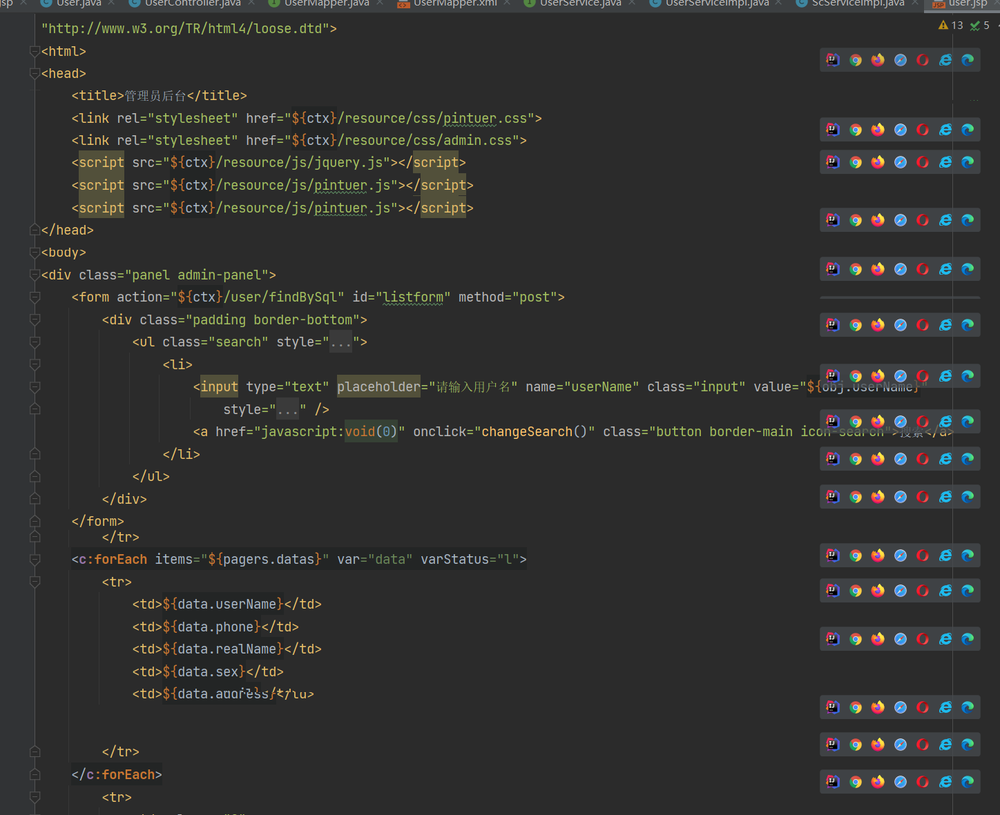 sp User.java UserController.java UserMapper.java UserMapper.xml UserService.java UserServiceImpl.java ScServiceImpl.java user.jsp
"http://www.w3.org/TR/html4/loose.dtd"> 13 5
<html>
<head>
<title>管理员后台</title>
<link rel="stylesheet" href="${ctx}/resource/css/pintuer.css">
<link rel="stylesheet" href="${ctx}/resource/css/admin.css">
<script src="${ctx}/resource/js/jquery.js"></script>
<script src="${ctx}/resource/js/pintuer.js"></script>
<script src="${ctx}/resource/js/pintuer.js"></script>
</head>
<body>
<div class="panel admin-panel">
<form action="${ctx}/user/findBySql" id="listform" method="post">
<div class="padding border-bottom">
<ul class="search" style="...">
<li>
<input type="text" placeholder="请输入用户名" name="userName" class="input" value="${obj.userName}"
style="..." />
<a href="javascript:void(0)" onclick="changeSearch()" class="button border-main icon-search">搜索</a>
</li>
</ul>
</div>
</form>
</tr>
<c:forEach items="${pagers.datas}" var="data" varStatus="l">
<tr>
<td>${data.userName}</td>
<td>${data.phone}</td>
<td>${data.realName}</td>
<td>${data.sex}</td>
<td>${data.address}</td>
</tr>
</c:forEach>
<tr>